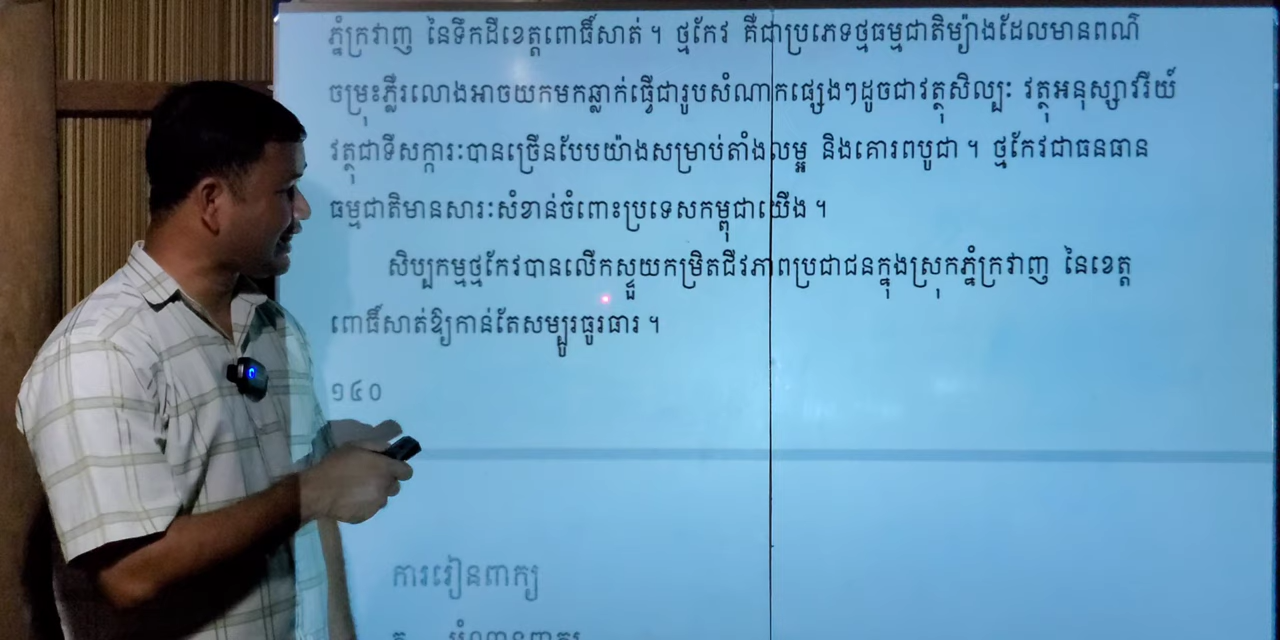 ភ្នំក្រវាញ នៃទឹកដីខេត្តពោធិ៍សាត់ ។ ថ្មកែវ គឺជាប្រភេទថ្មធម្មជាតិម្យ៉ាងដែលមានពណ៌
ចម្រុះភ្លឺរលោងអាចយកមកឆ្លាក់ធ្វើជារូបសំណាកផ្សេងៗដូចជាវត្ថុសិល្បៈ វត្ថុអនុស្សាវរីយ៍
វត្ថុជាទីសក្ការៈបានច្រើនបែបយ៉ាងសម្រាប់តាំងលម្អ និងគោរពបូជា ។ ថ្មកែវជាធនធាន
ធម្មជាតិមានសារៈសំខាន់ចំពោះប្រទេសកម្ពុជាយើង ។
សិប្បកម្មថ្មកែវបានលើកស្ទួយកម្រិតជីវភាពប្រជាជនក្នុងស្រុកភ្នំក្រវាញ នៃខេត្ត
ពោធិ៍សាត់ឱ្យកាន់តែសម្បូរធូរធារ ។
១៤០
ការរៀនពាក្យ